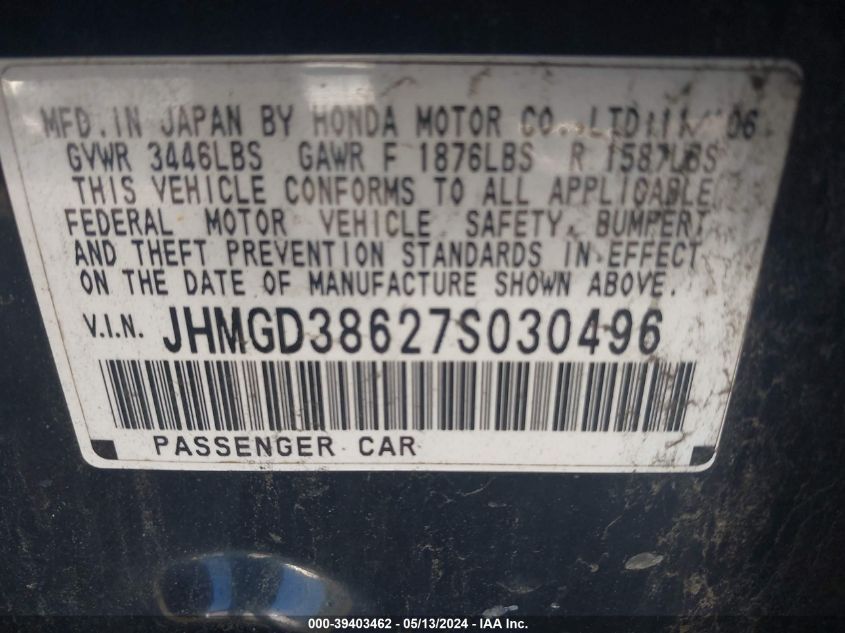 MFD. IN JAPAN BY HONDA MOTOR CO., LTD. 11/06
GVWR 3446LBS GAWR F 1876LBS R 1587LBS
THIS VEHICLE CONFORMS TO ALL APPLICABLE
FEDERAL MOTOR VEHICLE SAFETY, BUMPER,
AND THEFT PREVENTION STANDARDS IN EFFECT
ON THE DATE OF MANUFACTURE SHOWN ABOVE.
V.I.N. JHMGD38627S030496
PASSENGER CAR
000-39403462 - 05/13/2024 - IAA Inc.